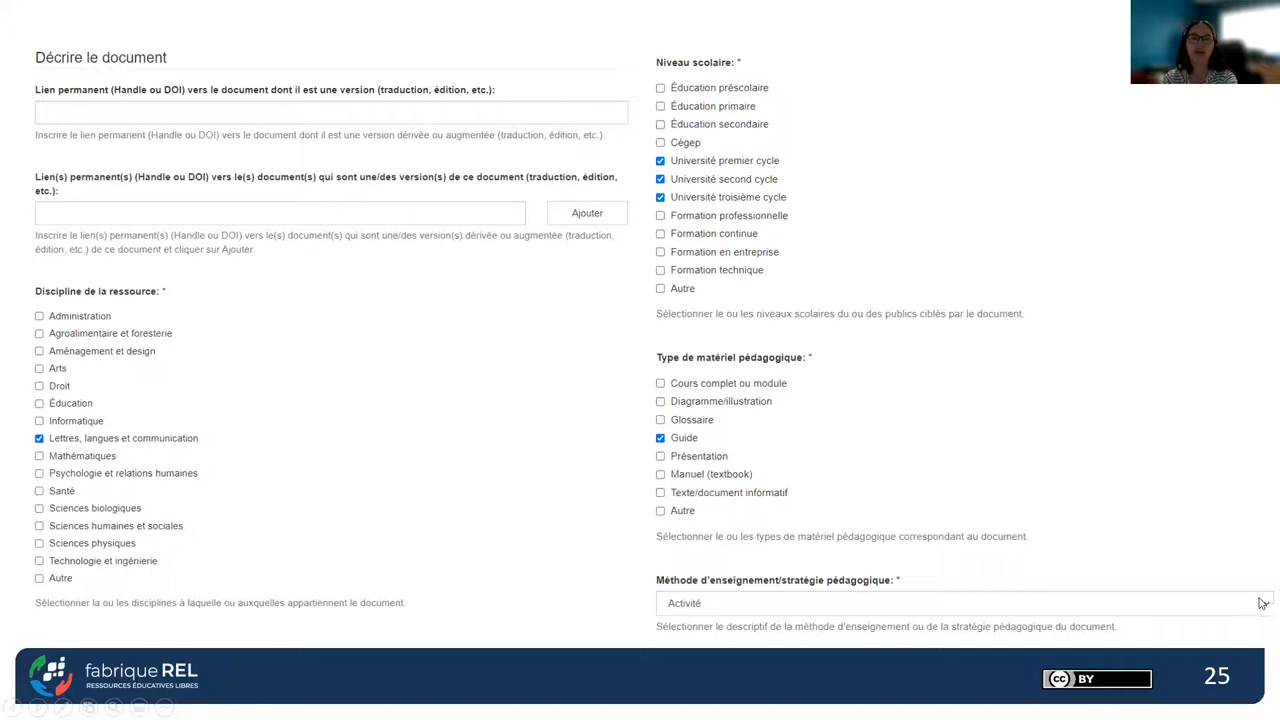 Décrire le document
Lien permanent (Handle ou DOI) vers le document dont il est une version (traduction, édition, etc.):
Inscrire le lien permanent (Handle ou DOI) vers le document dont il est une version dérivée ou augmentée (traduction, édition, etc.).
Lien(s) permanent(s) (Handle ou DOI) vers le(s) document(s) qui sont une/des version(s) de ce document (traduction, édition,
etc.):
Ajouter
Inscrire le lien(s) permanent(s) (Handle ou DOI) vers le(s) document(s) qui sont une/des version(s) dérivée ou augmentée (traduction,
édition, etc.) de ce document et cliquer sur Ajouter.
Discipline de la ressource: *
Administration
Agroalimentaire et foresterie
Aménagement et design
Arts
Droit
Éducation
Informatique
Lettres, langues et communication
Mathématiques
Psychologie et relations humaines
Santé
Sciences biologiques
Sciences humaines et sociales
Sciences physiques
Technologie et ingénierie
Autre
Sélectionner la ou les disciplines à laquelle ou auxquelles appartiennent le document.
Niveau scolaire: *
Éducation préscolaire
Éducation primaire
Éducation secondaire
Cégep
Université premier cycle
Université second cycle
Université troisième cycle
Formation professionnelle
Formation continue
Formation en entreprise
Formation technique
Autre
Sélectionner le ou les niveaux scolaires du ou des publics ciblés par le document.
Type de matériel pédagogique: *
Cours complet ou module
Diagramme/illustration
Glossaire
Guide
Présentation
Manuel (textbook)
Texte/document informatif
Autre
Sélectionner le ou les types de matériel pédagogique correspondant au document.
Méthode d'enseignement/stratégie pédagogique: *
Activité
Sélectionner le descriptif de la méthode d'enseignement ou de la stratégie pédagogique du document.
fabrique REL
RESSOURCES ÉDUCATIVES LIBRES
cc BY
25